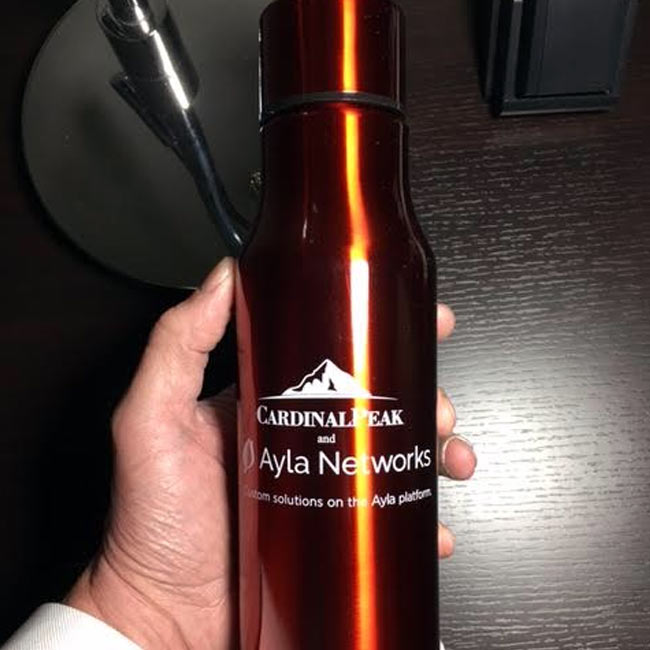 CARDINALPEAK
and
Ayla Networks
Custom solutions on the Ayla platform.